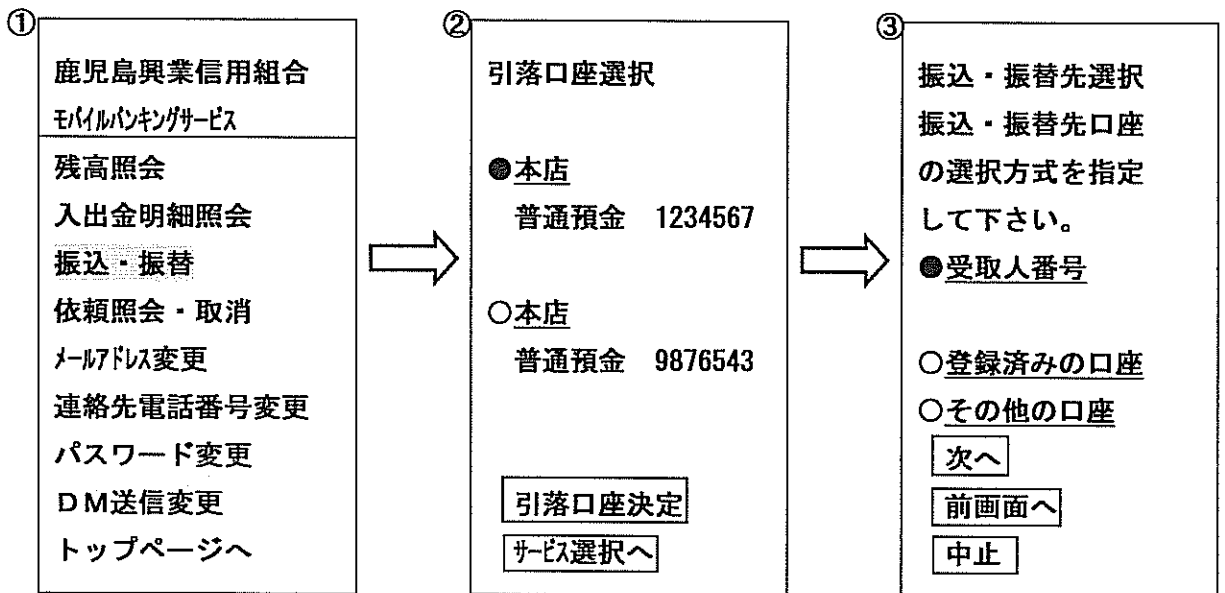 ①
鹿児島興業信用組合
モバイルバンキングサービス
残高照会
入出金明細照会
振込・振替
依頼照会・取消
メールアドレス変更
連絡先電話番号変更
パスワード変更
DM送信変更
トップページへ
②
引落口座選択
●本店
普通預金 1234567
○本店
普通預金 9876543
引落口座決定
サービス選択へ
③
振込・振替先選択
振込・振替先口座
の選択方式を指定
して下さい。
●受取人番号
○登録済みの口座
○その他の口座
次へ
前画面へ
中止